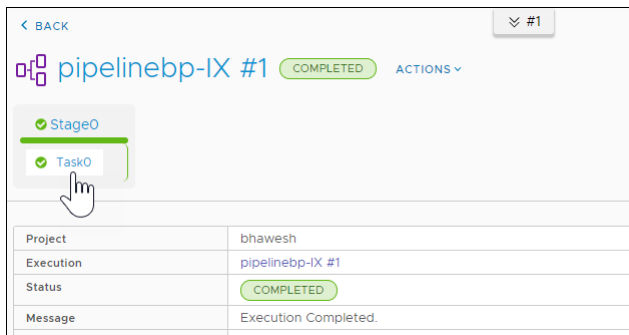 BACK
#1
pipelinebp-IX #1 COMPLETED ACTIONS
Stage0
Task0
Project bhawesh
Execution pipelinebp-IX #1
Status COMPLETED
Message Execution Completed.